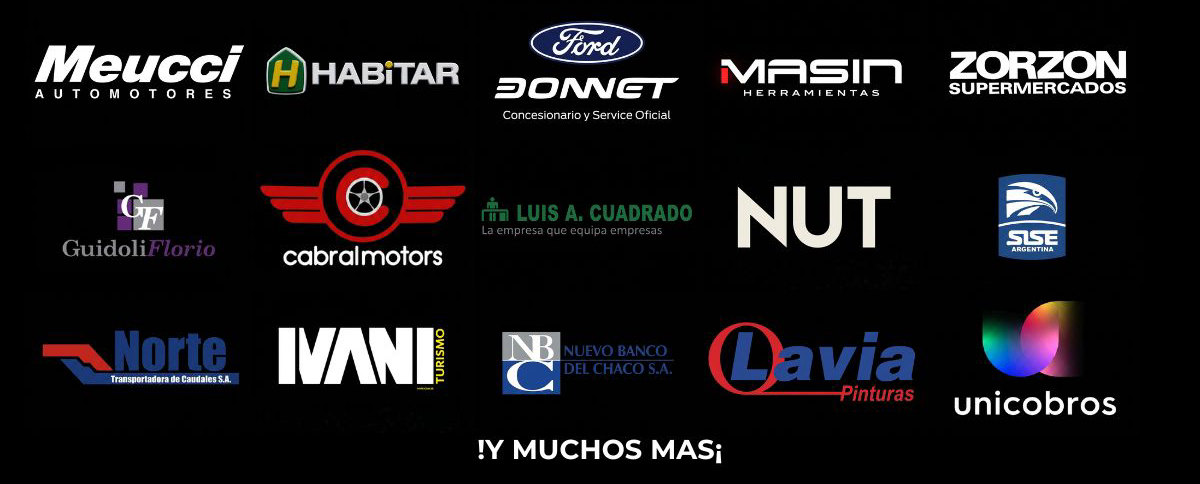 Meucci
AUTOMOTORES
H HABiTAR
Ford
BONNET
Concesionario y Service Oficial
MASIN
HERRAMIENTAS
ZORZON
SUPERMERCADOS
GF
GuidoliFlorio
C
cabralmotors
LUIS A. CUADRADO
La empresa que equipa empresas
NUT
SISE
ARGENTINA
Norte
Transportadora de Caudales S.A.
IVANI
TURISMO
NB
C
NUEVO BANCO
DEL CHACO S.A.
Lavia
Pinturas
unicobros
!Y MUCHOS MAS¡